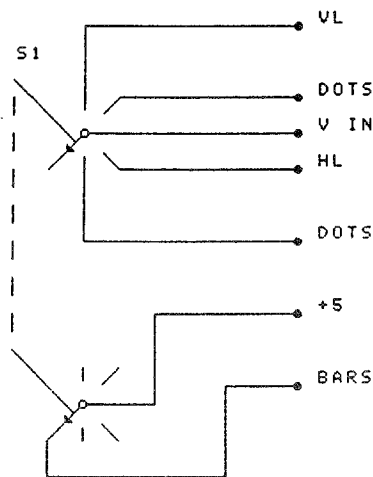 VL
S1
DOTS
V IN
HL
DOTS
+5
BARS